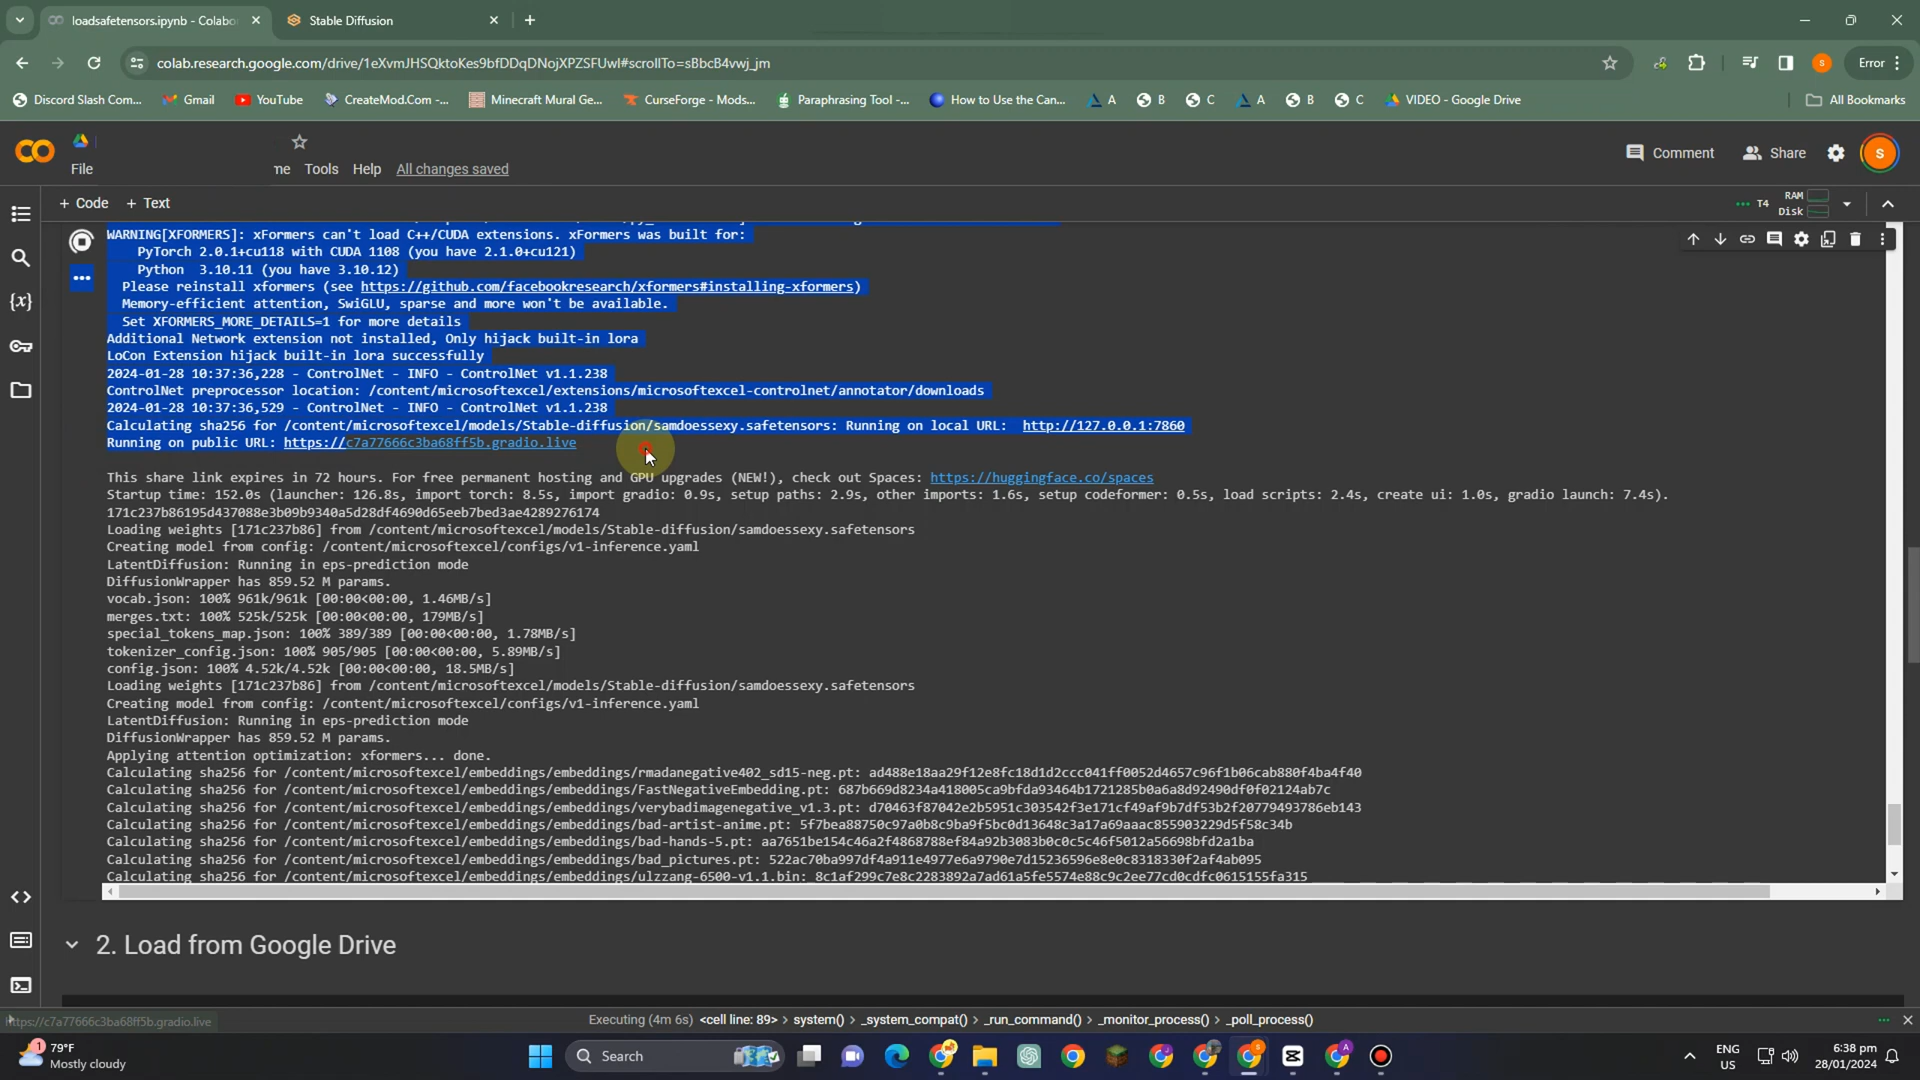 loadsafetensors.ipynb - Colabo
Stable Diffusion
colab.research.google.com/drive/1eXvmJHSQktoKes9bfDDqDNojXPZSFUwI#scrollTo=sBbcB4vwj_jm
Error
Discord Slash Com...
Gmail
YouTube
CreateMod.Com -...
Minecraft Mural Ge...
CurseForge - Mods...
Paraphrasing Tool -...
How to Use the Can...
A
B
C
A
B
C
VIDEO - Google Drive
All Bookmarks
File
me
Tools
Help
All changes saved
Comment
Share
S
+ Code
+ Text
T4
RAM
Disk
WARNING[XFORMERS]: xFormers can't load C++/CUDA extensions. xFormers was built for:
PyTorch 2.0.1+cu118 with CUDA 1108 (you have 2.1.0+cu121)
Python 3.10.11 (you have 3.10.12)
Please reinstall xformers (see https://github.com/facebookresearch/xformers#installing-xformers)
Memory-efficient attention, SwiGLU, sparse and more won't be available.
Set XFORMERS_MORE_DETAILS=1 for more details
Additional Network extension not installed, Only hijack built-in lora
LoCon Extension hijack built-in lora successfully
2024-01-28 10:37:36,228 - ControlNet - INFO - ControlNet v1.1.238
ControlNet preprocessor location: /content/microsoftexcel/extensions/microsoftexcel-controlnet/annotator/downloads
2024-01-28 10:37:36,529 - ControlNet - INFO - ControlNet v1.1.238
Calculating sha256 for /content/microsoftexcel/models/Stable-diffusion/samdoessexy.safetensors: Running on local URL: http://127.0.0.1:7860
Running on public URL: https://c7a77666c3ba68ff5b.gradio.live
This share link expires in 72 hours. For free permanent hosting and GPU upgrades (NEW!), check out Spaces: https://huggingface.co/spaces
Startup time: 152.0s (launcher: 126.8s, import torch: 8.5s, import gradio: 0.9s, setup paths: 2.9s, other imports: 1.6s, setup codeformer: 0.5s, load scripts: 2.4s, create ui: 1.0s, gradio launch: 7.4s).
171c237b86195d437088e3b09b9340a5d28df4690d65eeb7bed3ae4289276174
Loading weights [171c237b86] from /content/microsoftexcel/models/Stable-diffusion/samdoessexy.safetensors
Creating model from config: /content/microsoftexcel/configs/v1-inference.yaml
LatentDiffusion: Running in eps-prediction mode
DiffusionWrapper has 859.52 M params.
vocab.json: 100% 961k/961k [00:00<00:00, 1.46MB/s]
merges.txt: 100% 525k/525k [00:00<00:00, 179MB/s]
special_tokens_map.json: 100% 389/389 [00:00<00:00, 1.78MB/s]
tokenizer_config.json: 100% 905/905 [00:00<00:00, 5.89MB/s]
config.json: 100% 4.52k/4.52k [00:00<00:00, 18.5MB/s]
Loading weights [171c237b86] from /content/microsoftexcel/models/Stable-diffusion/samdoessexy.safetensors
Creating model from config: /content/microsoftexcel/configs/v1-inference.yaml
LatentDiffusion: Running in eps-prediction mode
DiffusionWrapper has 859.52 M params.
Applying attention optimization: xformers... done.
Calculating sha256 for /content/microsoftexcel/embeddings/embeddings/rmadanegative402_sd15-neg.pt: ad488e18aa29f12e8fc18d1d2ccc041ff0052d4657c96f1b06cab880f4ba4f40
Calculating sha256 for /content/microsoftexcel/embeddings/embeddings/FastNegativeEmbedding.pt: 687b669d8234a418005ca9bfda93464b1721285b0a6a8d92490df0f02124ab7c
Calculating sha256 for /content/microsoftexcel/embeddings/embeddings/verybadimagenegative_v1.3.pt: d70463f87042e2b5951c303542f3e171cf49af9b7df53b2f20779493786eb143
Calculating sha256 for /content/microsoftexcel/embeddings/embeddings/bad-artist-anime.pt: 5f7bea88750c97a0b8c9ba9f5bc0d13648c3a17a69aaac855903229d5f58c34b
Calculating sha256 for /content/microsoftexcel/embeddings/embeddings/bad-hands-5.pt: aa7651be154c46a2f4868788ef84a92b3083b0c0c5c46f5012a56698bfd2a1ba
Calculating sha256 for /content/microsoftexcel/embeddings/embeddings/bad_pictures.pt: 522ac70ba997df4a911e4977e6a9790e7d15236596e8e0c8318330f2af4ab095
Calculating sha256 for /content/microsoftexcel/embeddings/embeddings/ulzzang-6500-v1.1.bin: 8c1af299c7e8c2283892a7ad61a5fe5574e88c9c2ee77cd0cdfc0615155fa315
2. Load from Google Drive
https://c7a77666c3ba68ff5b.gradio.live
Executing (4m 6s) <cell line: 89> > system() > _system_compat() > _run_command() > _monitor_process() > _poll_process()
1
79°F
Mostly cloudy
Search
ENG
US
6:38 pm
28/01/2024